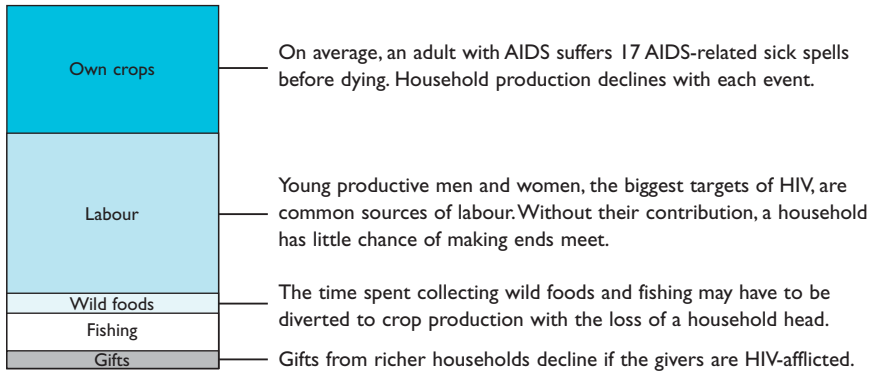 Own crops
On average, an adult with AIDS suffers 17 AIDS-related sick spells
before dying. Household production declines with each event.
Labour
Young productive men and women, the biggest targets of HIV, are
common sources of labour. Without their contribution, a household
has little chance of making ends meet.
Wild foods
Fishing
The time spent collecting wild foods and fishing may have to be
diverted to crop production with the loss of a household head.
Gifts
Gifts from richer households decline if the givers are HIV-afflicted.